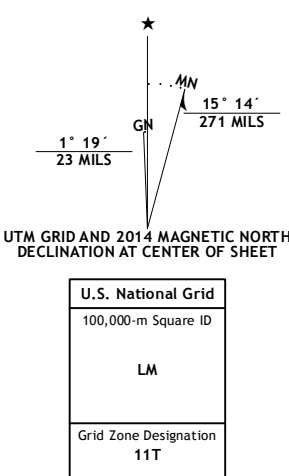 MN
GN
15° 14´
271 MILS
1° 19´
23 MILS
UTM GRID AND 2014 MAGNETIC NORTH
DECLINATION AT CENTER OF SHEET
U.S. National Grid
100,000-m Square ID
LM
Grid Zone Designation
11T